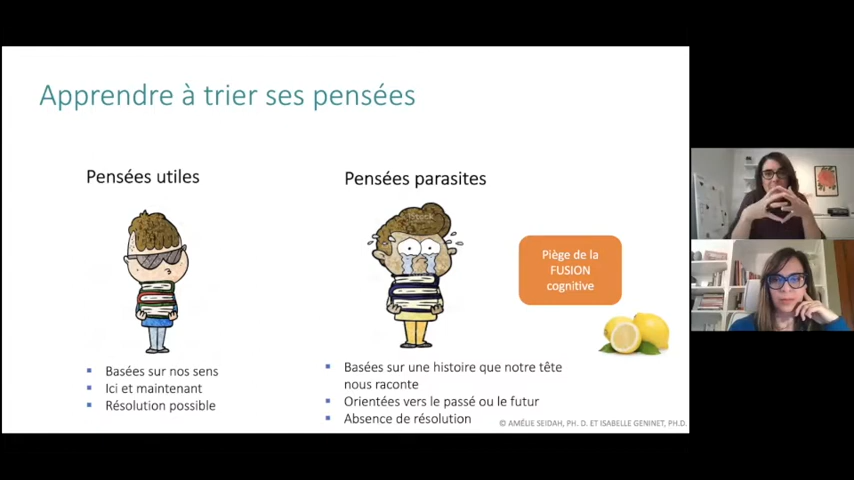 Apprendre à trier ses pensées
Pensées utiles
Basées sur nos sens
Ici et maintenant
Résolution possible
Pensées parasites
iStock
Basées sur une histoire que notre tête
nous raconte
Orientées vers le passé ou le futur
Absence de résolution
Piège de la
FUSION
cognitive
© AMÉLIE SEIDAH, PH. D. ET ISABELLE GENINET, PH.D.